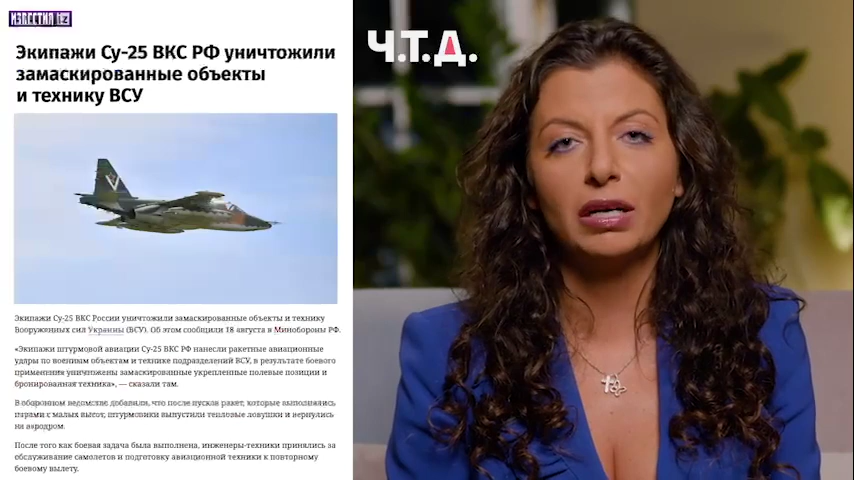 ИЗВЕСТИЯ IZ
Экипажи Су-25 ВКС РФ уничтожили
замаскированные объекты
и технику ВСУ
Экипажи Су-25 ВКС России уничтожили замаскированные объекты и технику
Вооруженных сил Украины (ВСУ). Об этом сообщили 18 августа в Минобороны РФ.
«Экипажи штурмовой авиации Су-25 ВКС РФ нанесли ракетные авиационные
удары по военным объектам и технике подразделений ВСУ, в результате боевого
применения уничтожены замаскированные укрепленные полевые позиции и
бронированная техника», — сказали там.
В оборонном ведомстве добавили, что после пусков ракет, которые выполнялись
парами с малых высот, штурмовики выпустили тепловые ловушки и вернулись
на аэродром.
После того как боевая задача была выполнена, инженеры-техники принялись за
обслуживание самолетов и подготовку авиационной техники к повторному
боевому вылету.
Ч.Т.Д.